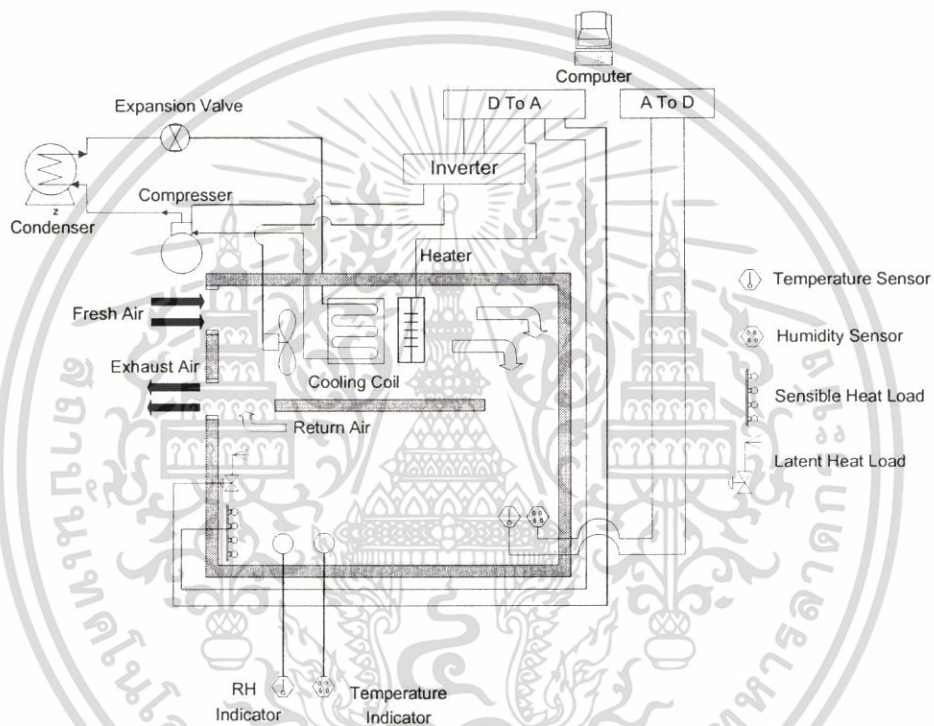 Computer
D To A
A To D
Expansion Valve
Inverter
Compresser
z
Condenser
Heater
Temperature Sensor
Fresh Air
Humidity Sensor
Exhaust Air
Cooling Coil
Sensible Heat Load
Return Air
Latent Heat Load
RH
Indicator
Temperature
Indicator